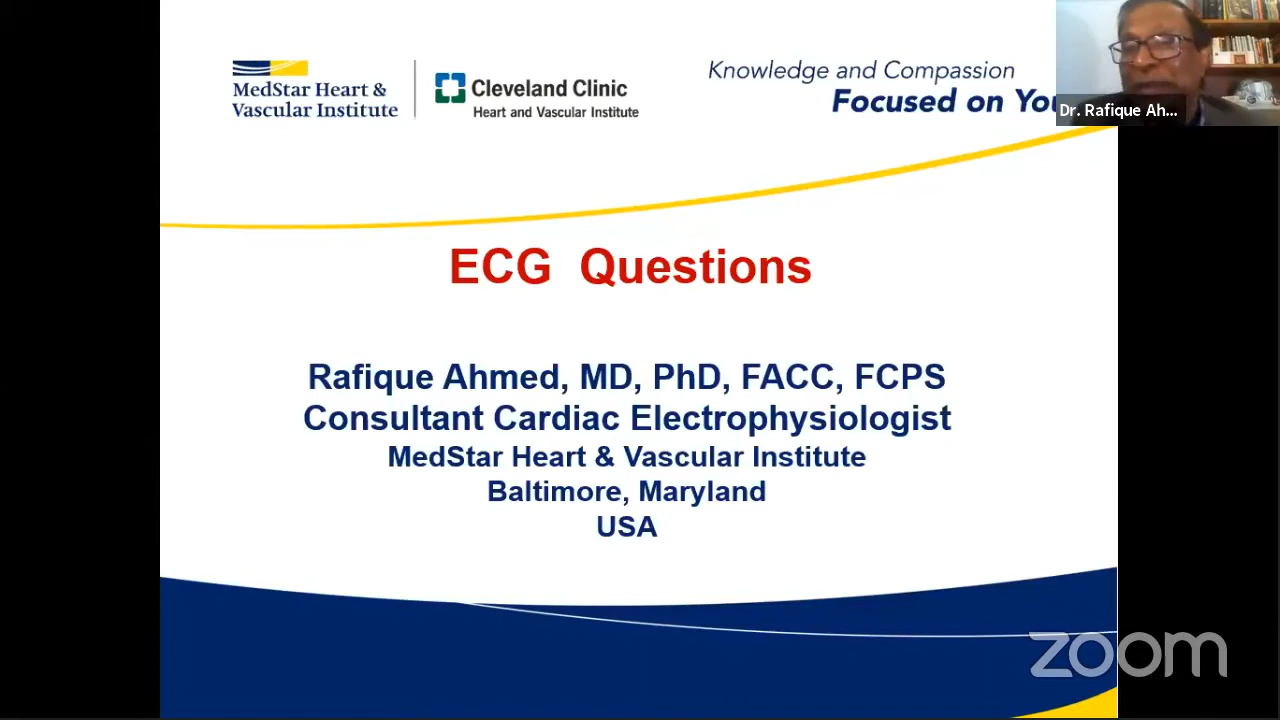 MedStar Heart &
Vascular Institute
Cleveland Clinic
Heart and Vascular Institute
Knowledge and Compassion
Focused on You
Dr. Rafique Ah...
ECG Questions
Rafique Ahmed, MD, PhD, FACC, FCPS
Consultant Cardiac Electrophysiologist
MedStar Heart & Vascular Institute
Baltimore, Maryland
USA
zoom